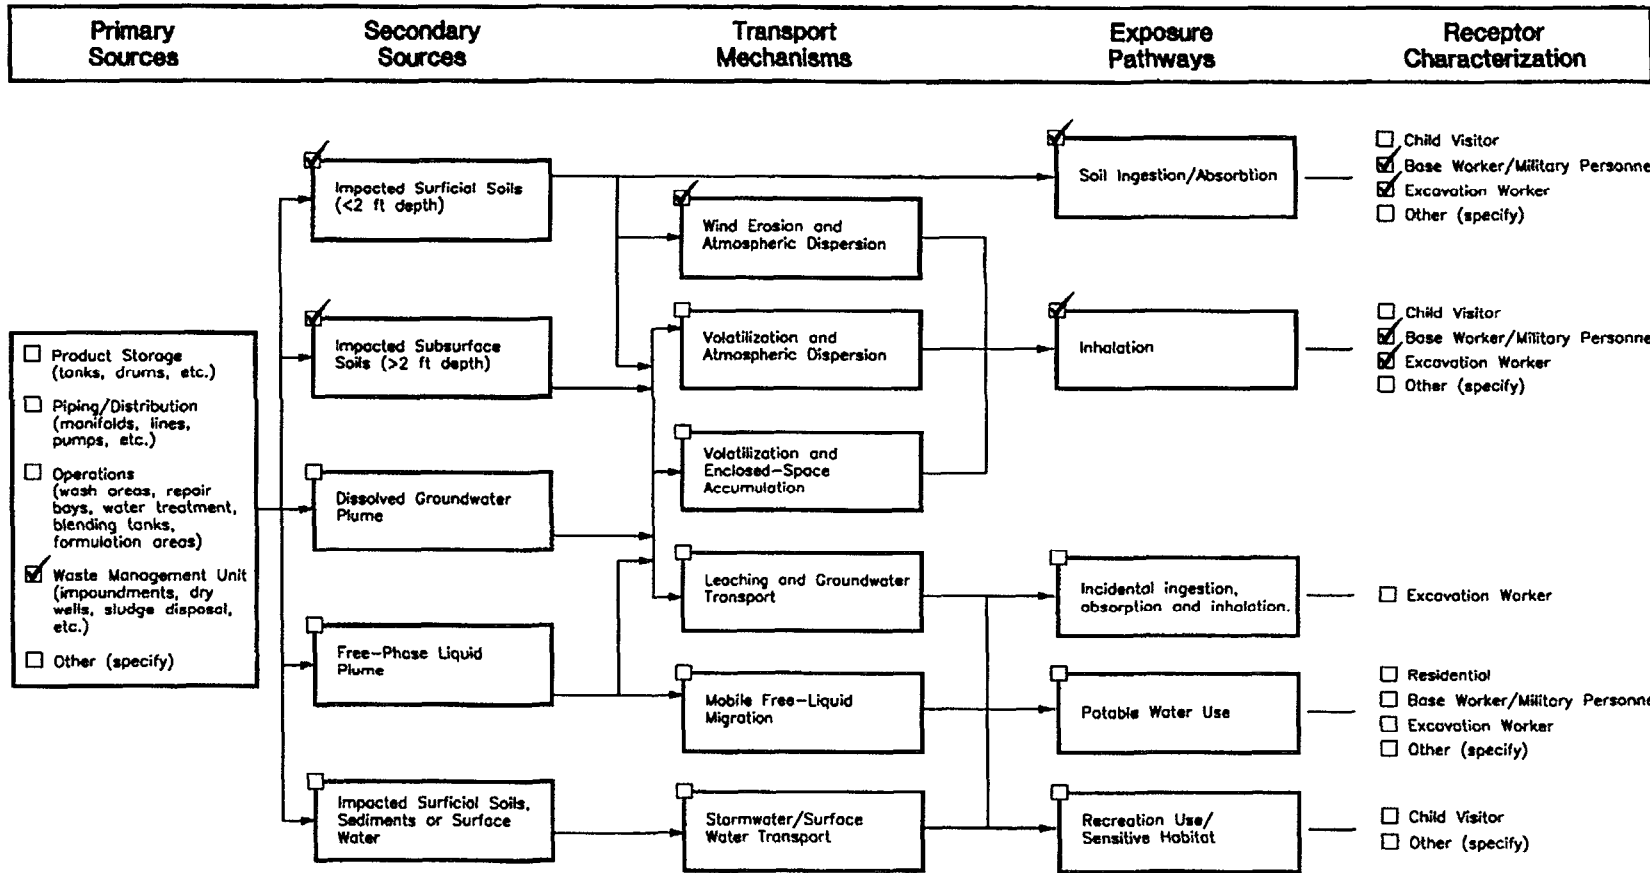 Primary
Sources
Secondary
Sources
Transport
Mechanisms
Exposure
Pathways
Receptor
Characterization
Product Storage
(tanks, drums, etc.)
Piping/Distribution
(manifolds, lines,
pumps, etc.)
Operations
(wash areas, repair
bays, water treatment,
blending tanks,
formulation areas)
Waste Management Unit
(impoundments, dry
wells, sludge disposal,
etc.)
Other (specify)
Impacted Surficial Soils
(<2 ft depth)
Impacted Subsurface
Soils (>2 ft depth)
Dissolved Groundwater
Plume
Free-Phase Liquid
Plume
Impacted Surficial Soils,
Sediments or Surface
Water
Wind Erosion and
Atmospheric Dispersion
Volatilization and
Atmospheric Dispersion
Volatilization and
Enclosed-Space
Accumulation
Leaching and Groundwater
Transport
Mobile Free-Liquid
Migration
Stormwater/Surface
Water Transport
Soil Ingestion/Absorbtion
Inhalation
Incidental ingestion,
absorption and inhalation.
Potable Water Use
Recreation Use/
Sensitive Habitat
Child Visitor
Base Worker/Military Personne
Excavation Worker
Other (specify)
Child Visitor
Base Worker/Military Personne
Excavation Worker
Other (specify)
Excavation Worker
Residential
Base Worker/Military Personne
Excavation Worker
Other (specify)
Child Visitor
Other (specify)